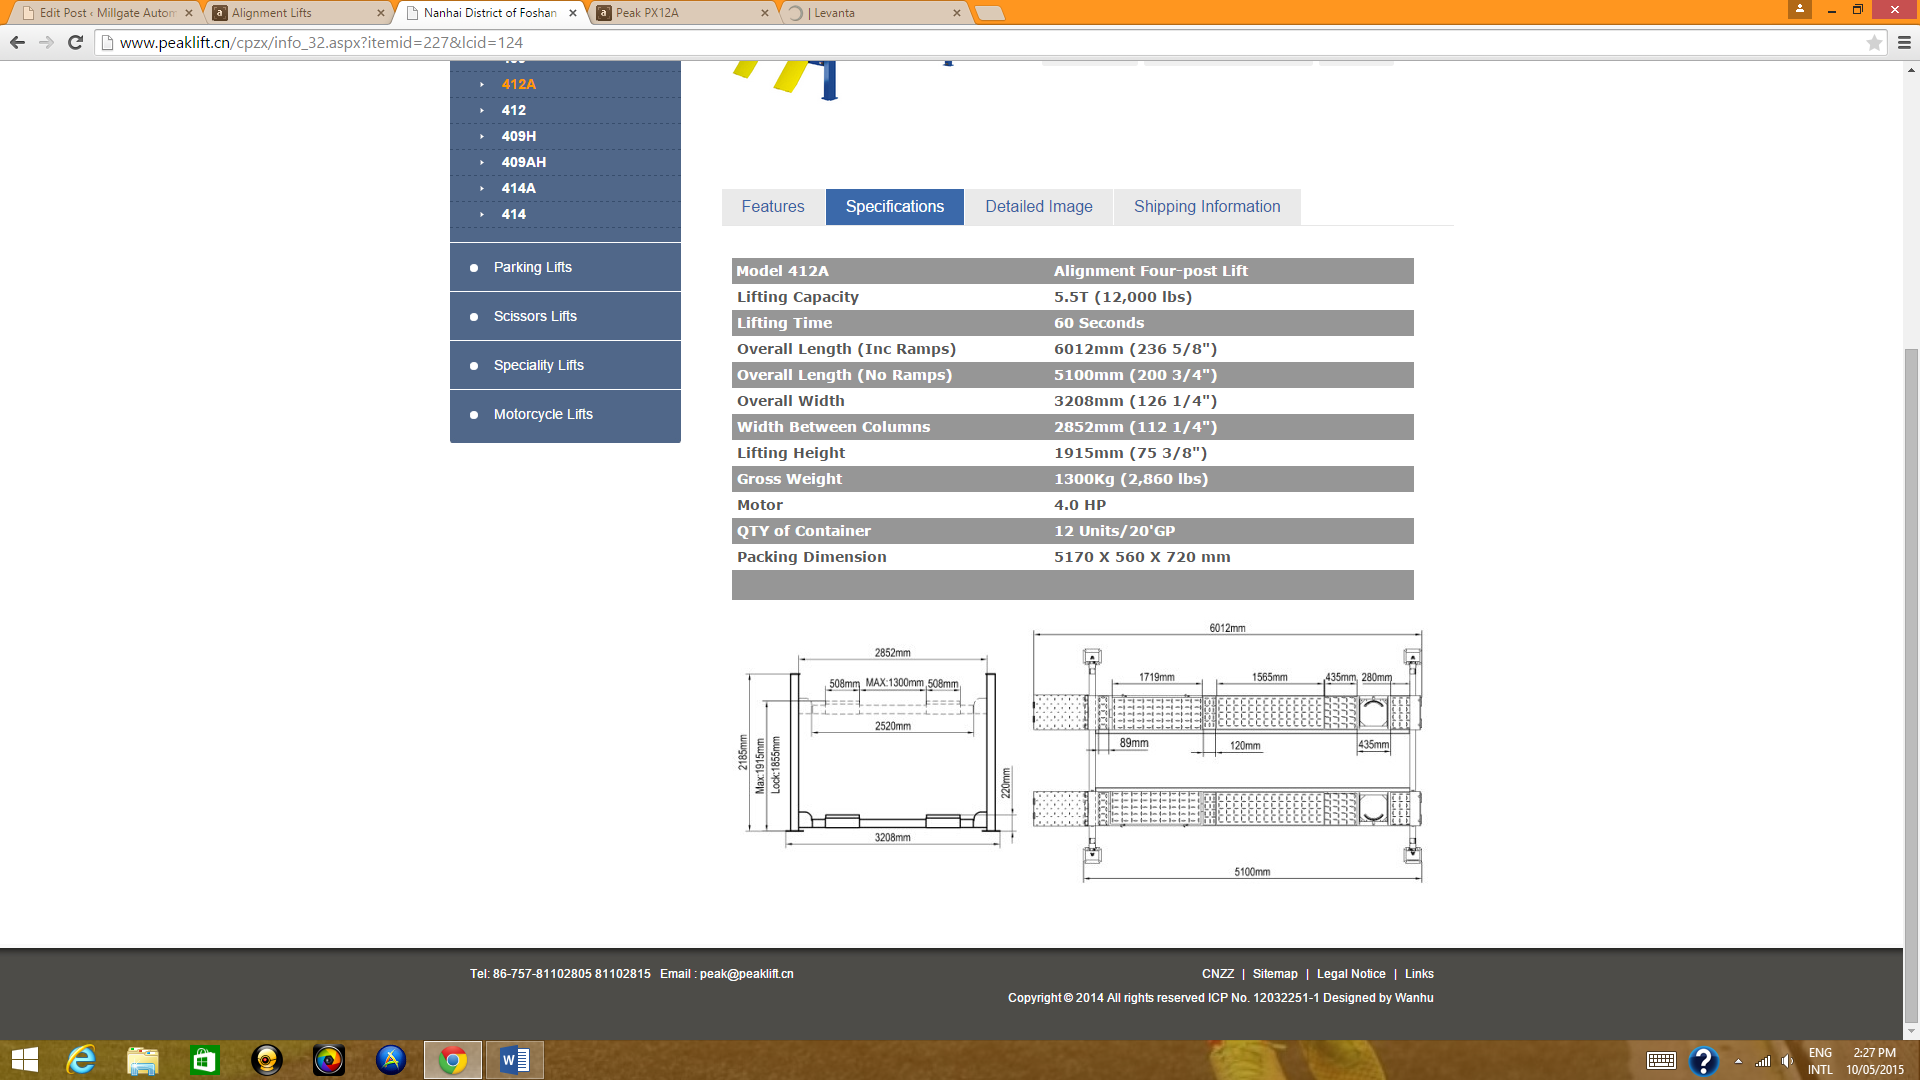 Edit Post ‹ Millgate Autom
Alignment Lifts
Nanhai District of Foshan
Peak PX12A
| Levanta
www.peaklift.cn/cpzx/info_32.aspx?itemid=227&lcid=124
412A
412
409H
409AH
414A
414
Parking Lifts
Scissors Lifts
Speciality Lifts
Motorcycle Lifts
Features Specifications Detailed Image Shipping Information
Model 412A Alignment Four-post Lift
Lifting Capacity 5.5T (12,000 lbs)
Lifting Time 60 Seconds
Overall Length (Inc Ramps) 6012mm (236 5/8")
Overall Length (No Ramps) 5100mm (200 3/4")
Overall Width 3208mm (126 1/4")
Width Between Columns 2852mm (112 1/4")
Lifting Height 1915mm (75 3/8")
Gross Weight 1300Kg (2,860 lbs)
Motor 4.0 HP
QTY of Container 12 Units/20'GP
Packing Dimension 5170 X 560 X 720 mm
2852mm
508mm MAX:1300mm 508mm
2520mm
2185mm
Max:1915mm
Lock:1855mm
220mm
3208mm
6012mm
1719mm 1565mm 435mm 280mm
89mm 120mm 435mm
5100mm
Tel: 86-757-81102805 81102815 Email : peak@peaklift.cn
CNZZ | Sitemap | Legal Notice | Links
Copyright © 2014 All rights reserved ICP No. 12032251-1 Designed by Wanhu
ENG
INTL
2:27 PM
10/05/2015